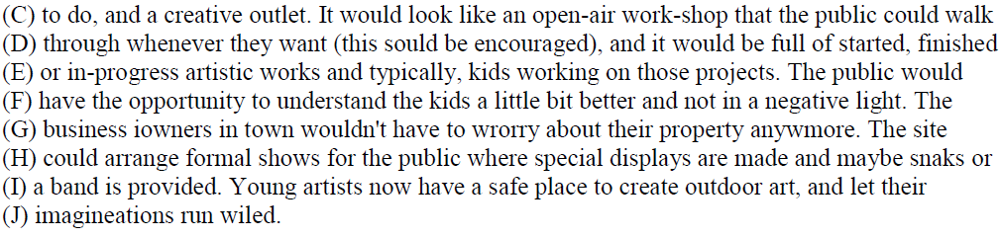 (C) to do, and a creative outlet. It would look like an open-air work-shop that the public could walk
(D) through whenever they want (this sould be encouraged), and it would be full of started, finished
(E) or in-progress artistic works and typically, kids working on those projects. The public would
(F) have the opportunity to understand the kids a little bit better and not in a negative light. The
(G) business iowners in town wouldn't have to wrorry about their property anywmore. The site
(H) could arrange formal shows for the public where special displays are made and maybe snaks or
(I) a band is provided. Young artists now have a safe place to create outdoor art, and let their
(J) imagineations run wiled.